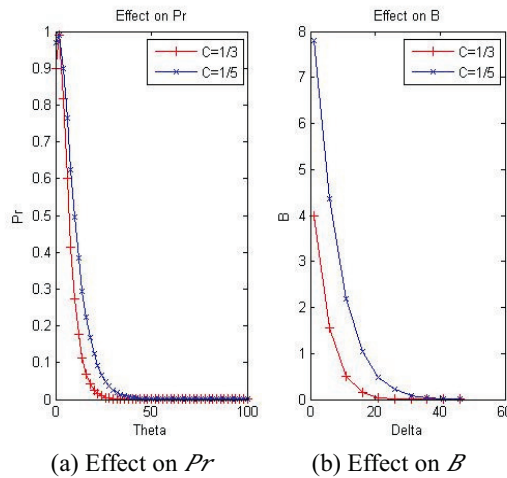 Effect on Pr
C=1/3
C=1/5
1
0.9
0.8
0.7
0.6
0.5
0.4
0.3
0.2
0.1
0
Pr
0
50
100
Theta
(a) Effect on Pr
Effect on B
C=1/3
C=1/5
8
7
6
5
4
3
2
1
0
B
0
20
40
60
Delta
(b) Effect on B